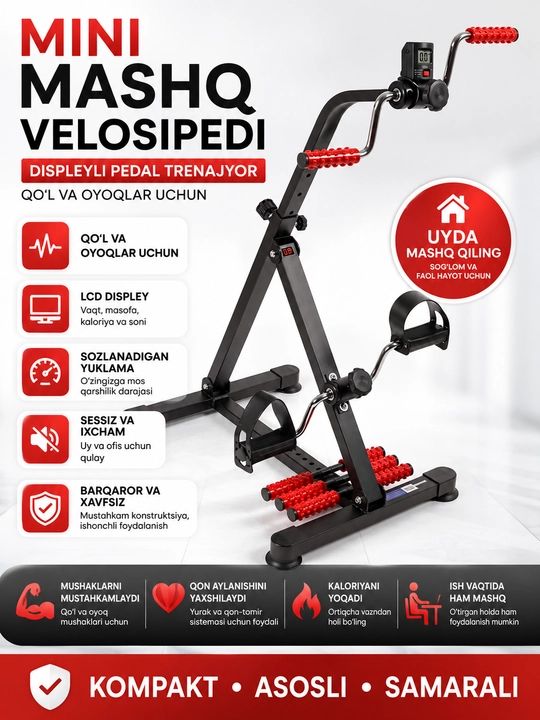 MINI
MASHQ
VELOSIPEDI
DISPLEYLI PEDAL TRENAJYOR
QO‘L VA OYOQLAR UCHUN
QO‘L VA
OYOQLAR UCHUN
LCD DISPLEY
Vaqt, masofa,
kaloriya va soni
SOZLANADIGAN
YUKLAMA
O‘zingizga mos
qarshilik darajasi
SESSIZ VA
IXCHAM
Uy va ofis uchun
qulay
BARQAROR VA
XAVFSIZ
Mustahkam konstruktsiya,
ishonchli foydalanish
UYDA
MASHQ QILING
SOG‘LOM VA
FAOL HAYOT UCHUN
MUSHAKLARNI
MUSTAHKAMLAYDI
Qo‘l va oyoq
mushaklari uchun
QON AYLANISHINI
YAXSHILAYDI
Yurak va qon-tomir
sistemasi uchun foydali
KALORIYANI
YOQADI
Ortiqcha vazndan
holi bo‘ling
ISH VAQTIDA
HAM MASHQ
O‘tirgan holda ham
foydalanish mumkin
KOMPAKT • ASOSLI • SAMARALI